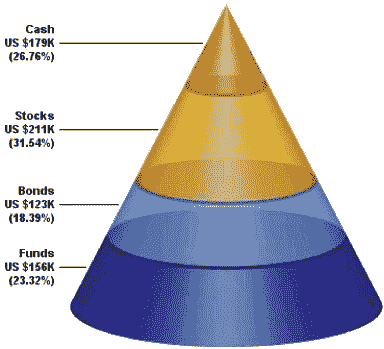 Cash
US $179K
(26.76%)
Stocks
US $211K
(31.54%)
Bonds
US $123K
(18.39%)
Funds
US $156K
(23.32%)